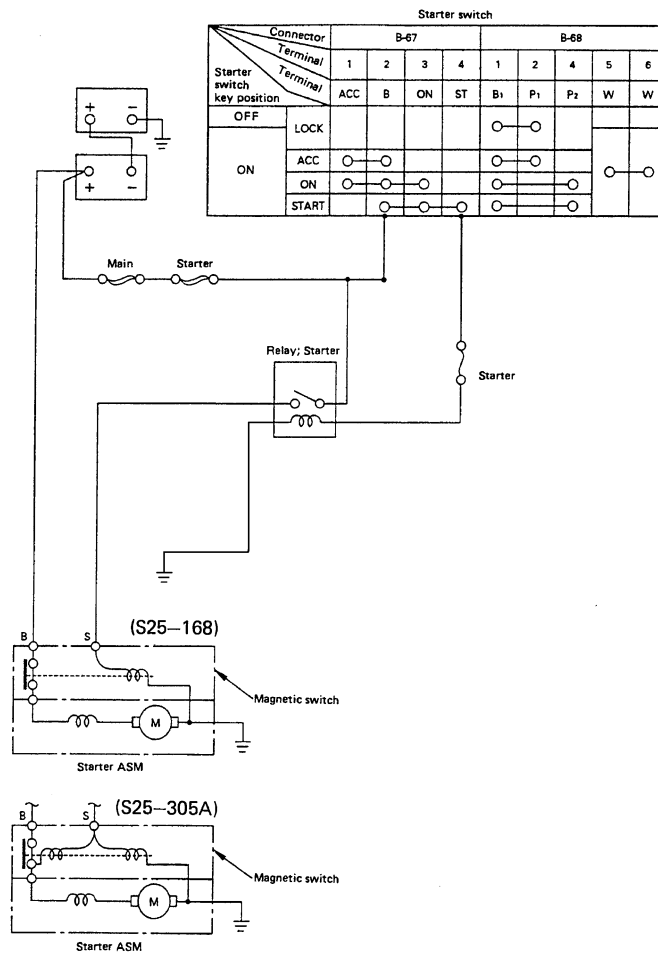 Starter switch
Connector B-67 B-68
Terminal 1 2 3 4 1 2 4 5 6
Starter switch key position
Terminal ACC B ON ST B1 P1 P2 W W
OFF LOCK
ON ACC
ON
START
+ −
+ −
Main Starter
Relay; Starter
Starter
B S (S25—168)
Magnetic switch
M
Starter ASM
B S (S25—305A)
Magnetic switch
M
Starter ASM